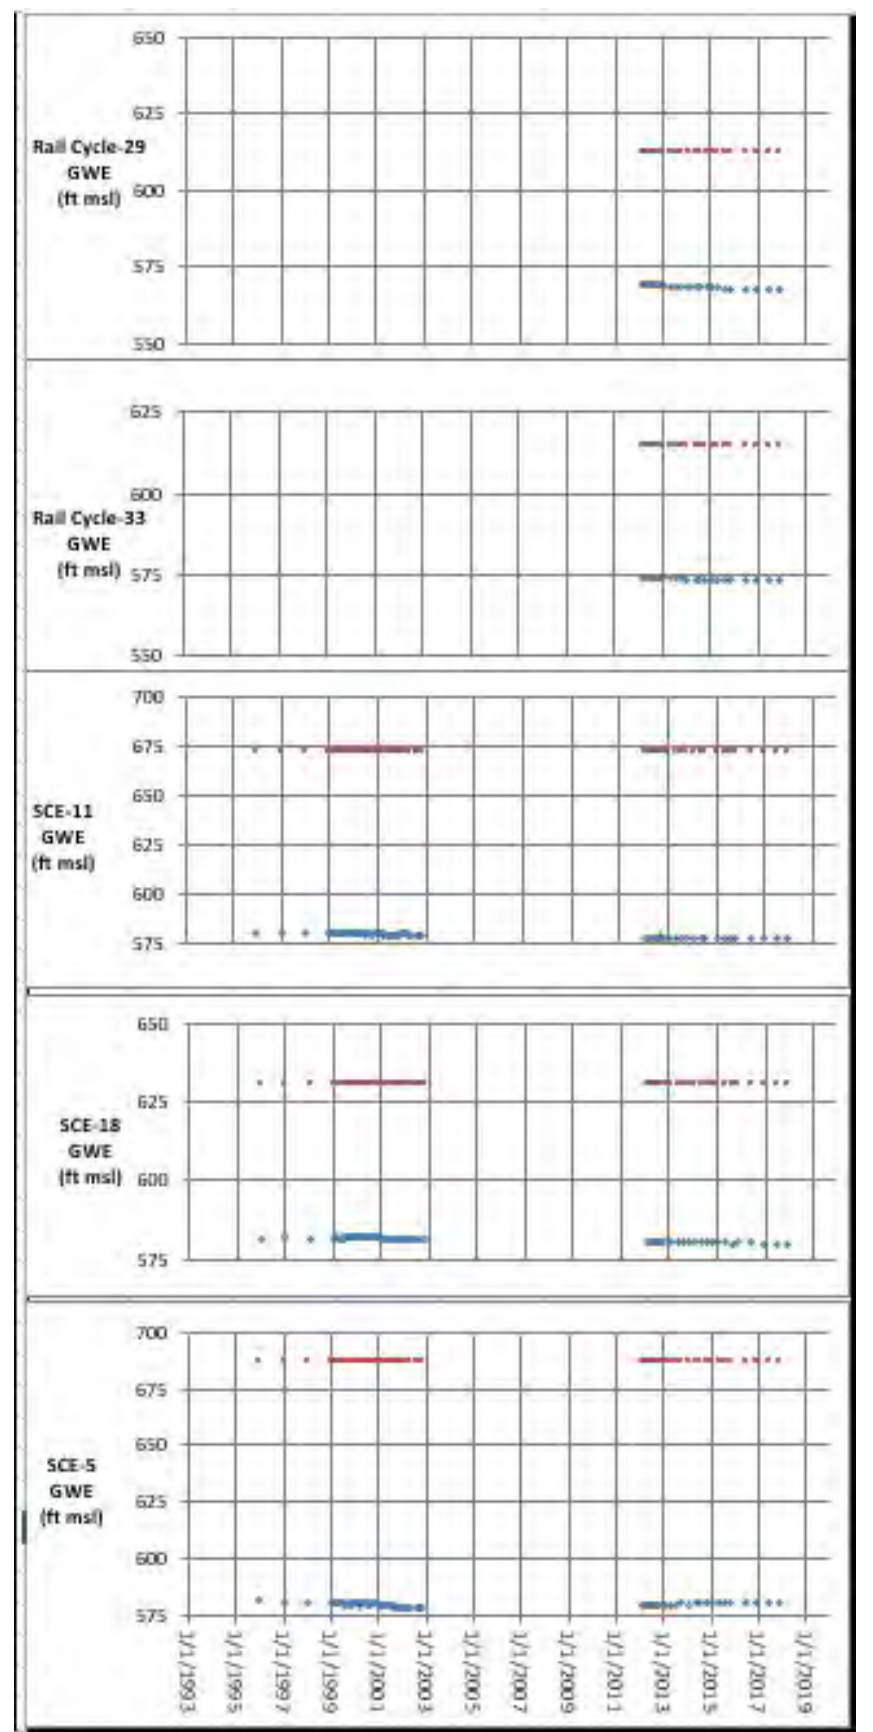 650
625
Rail Cycle-29
GWE
600
(ft msl)
575
550
625
600
Rail Cycle-33
GWE
(ft msl)
575
550
700
675
650
SCE-11
GWE
625
(ft msl)
600
575
650
625
SCE-18
GWE
(ft msl)
600
575
700
675
650
SCE-5
GWE
625
(ft msl)
600
575
1/1/1993
1/1/1995
1/1/1997
1/1/1999
1/1/2001
1/1/2003
1/1/2005
1/1/2007
1/1/2009
1/1/2011
1/1/2013
1/1/2015
1/1/2017
1/1/2019